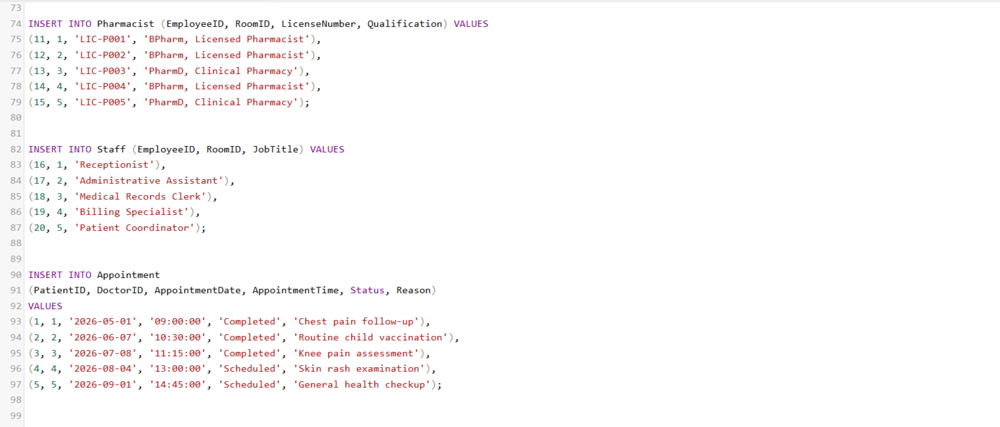 73
74 INSERT INTO Pharmacist (EmployeeID, RoomID, LicenseNumber, Qualification) VALUES
75 (11, 1, 'LIC-P001', 'BPharm, Licensed Pharmacist'),
76 (12, 2, 'LIC-P002', 'BPharm, Licensed Pharmacist'),
77 (13, 3, 'LIC-P003', 'PharmD, Clinical Pharmacy'),
78 (14, 4, 'LIC-P004', 'BPharm, Licensed Pharmacist'),
79 (15, 5, 'LIC-P005', 'PharmD, Clinical Pharmacy');
80
81
82 INSERT INTO Staff (EmployeeID, RoomID, JobTitle) VALUES
83 (16, 1, 'Receptionist'),
84 (17, 2, 'Administrative Assistant'),
85 (18, 3, 'Medical Records Clerk'),
86 (19, 4, 'Billing Specialist'),
87 (20, 5, 'Patient Coordinator');
88
89
90 INSERT INTO Appointment
91 (PatientID, DoctorID, AppointmentDate, AppointmentTime, Status, Reason)
92 VALUES
93 (1, 1, '2026-05-01', '09:00:00', 'Completed', 'Chest pain follow-up'),
94 (2, 2, '2026-06-07', '10:30:00', 'Completed', 'Routine child vaccination'),
95 (3, 3, '2026-07-08', '11:15:00', 'Completed', 'Knee pain assessment'),
96 (4, 4, '2026-08-04', '13:00:00', 'Scheduled', 'Skin rash examination'),
97 (5, 5, '2026-09-01', '14:45:00', 'Scheduled', 'General health checkup');
98
99